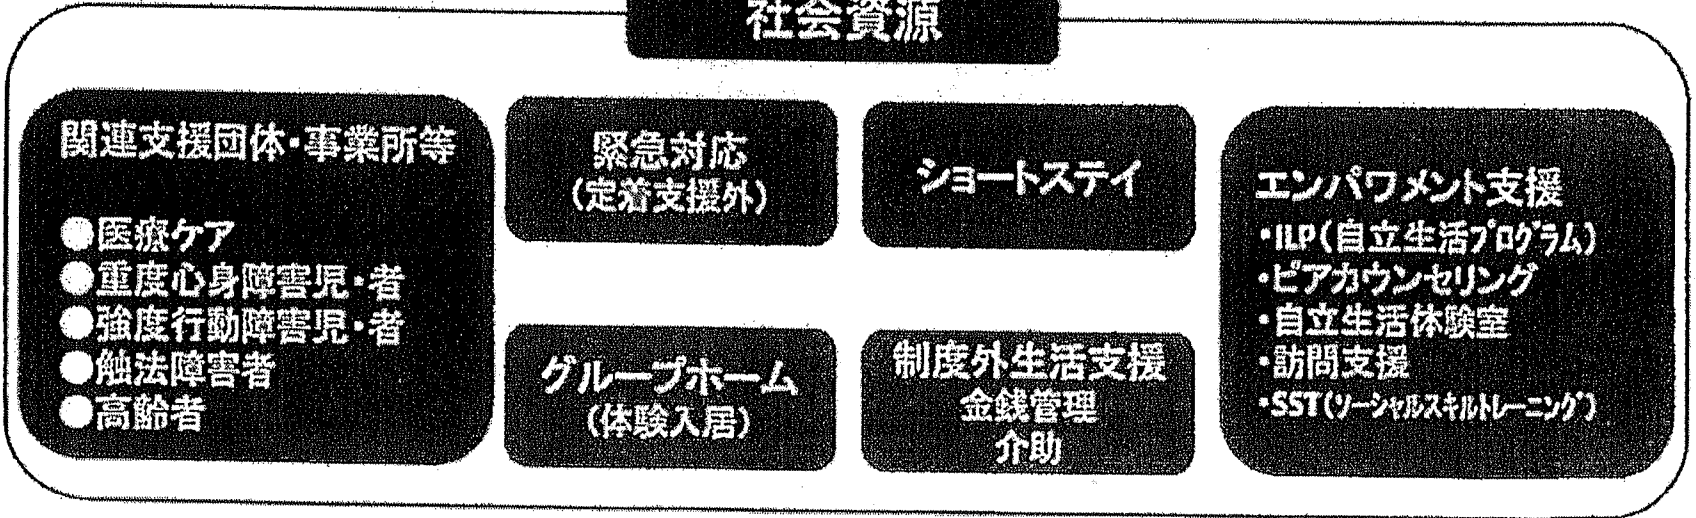 社会資源
関連支援団体・事業所等
●医療ケア
●重度心身障害児・者
●強度行動障害児・者
●触法障害者
●高齢者
緊急対応
(定着支援外)
ショートステイ
グループホーム
(体験入居)
制度外生活支援
金銭管理
介助
エンパワメント支援
・ILP(自立生活プログラム)
・ピアカウンセリング
・自立生活体験室
・訪問支援
・SST(ソーシャルスキルトレーニング)